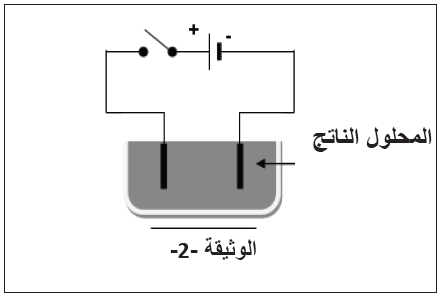 + -
المحلول الناتج
الوثيقة -2-